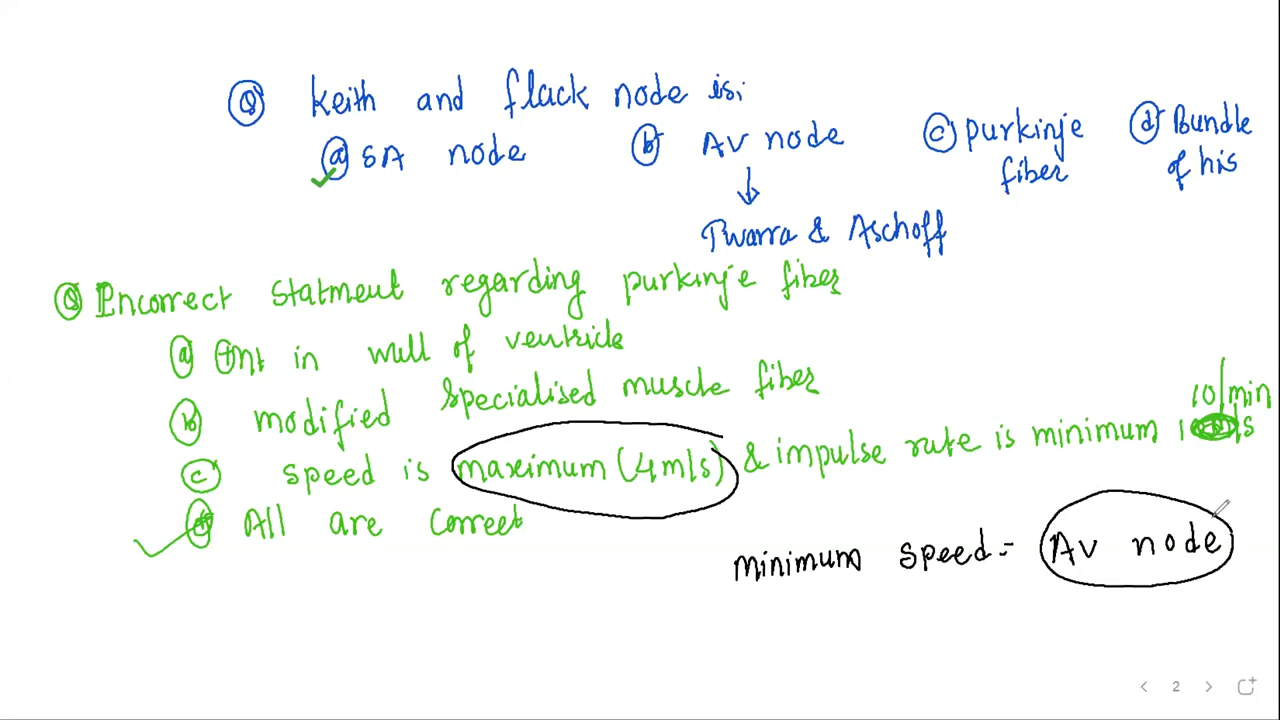 Q Keith and flack node is:
a SA node b AV node c purkinje fiber d Bundle of his
↓
Twarra & Aschoff
Q Incorrect statment regarding purkinje fiber
a in wall of ventricle
b modified specialised muscle fiber
10/min
c speed is maximum (4m/s) & impulse rate is minimum
All are correct
minimum speed = AV node
2